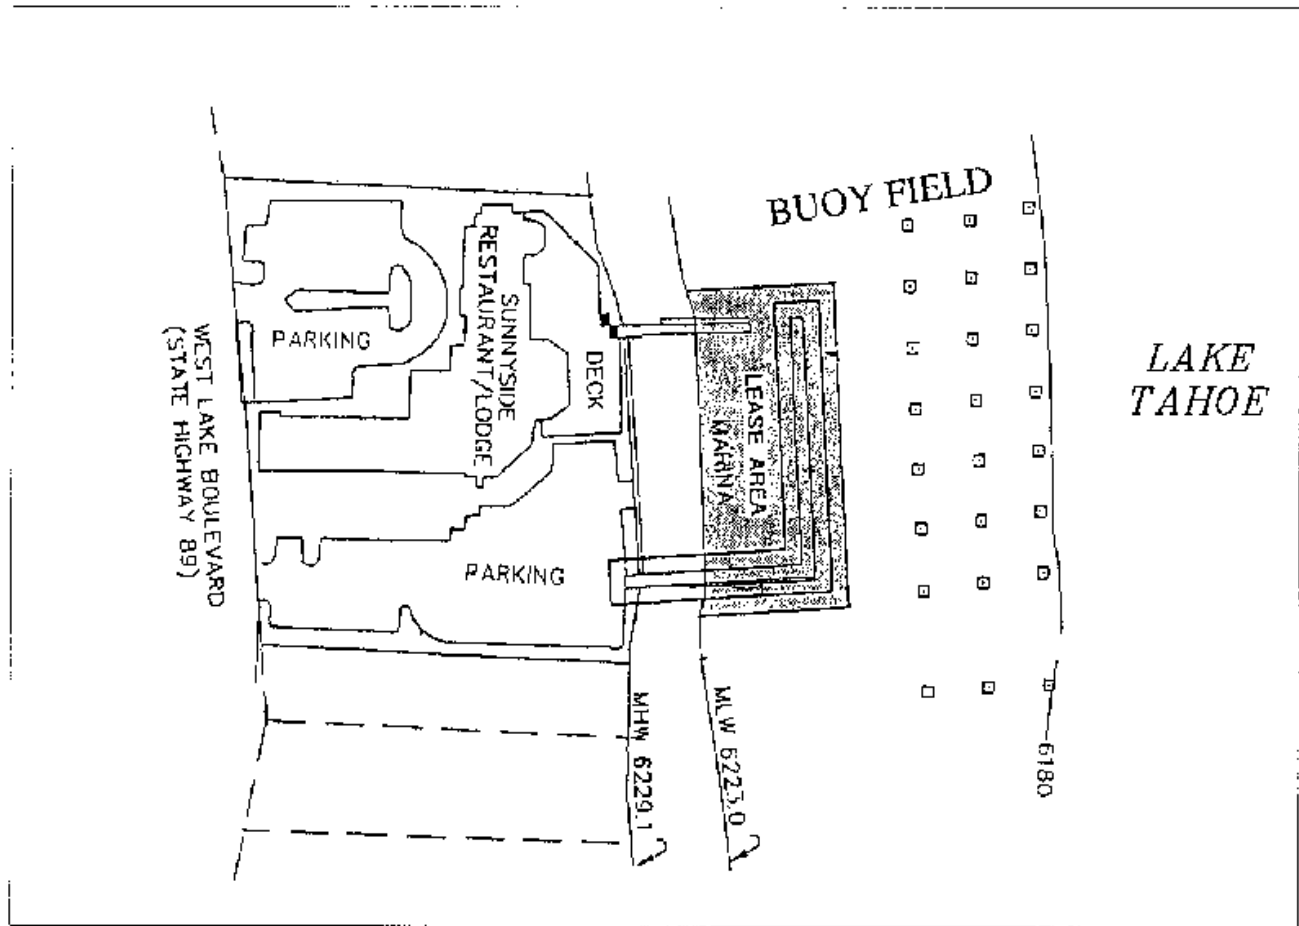 BUOY FIELD
LAKE
TAHOE
SUNNYSIDE
RESTAURANT/LODGE
PARKING
DECK
LEASE AREA
MARINA
WEST LAKE BOULEVARD
(STATE HIGHWAY 89)
PARKING
MHW 6229.1
MLW 6223.0
6180